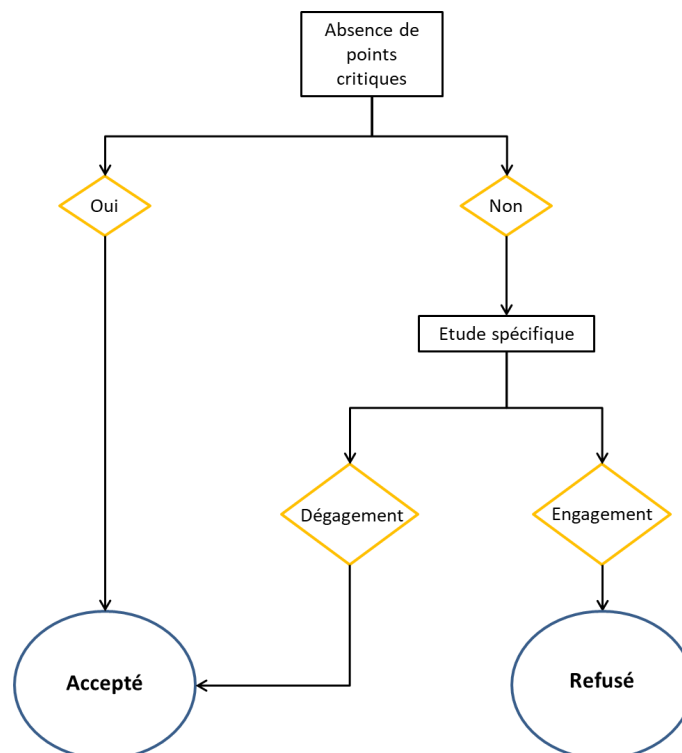 Absence de
points
critiques
Oui
Non
Etude spécifique
Dégagement
Engagement
Accepté
Refusé